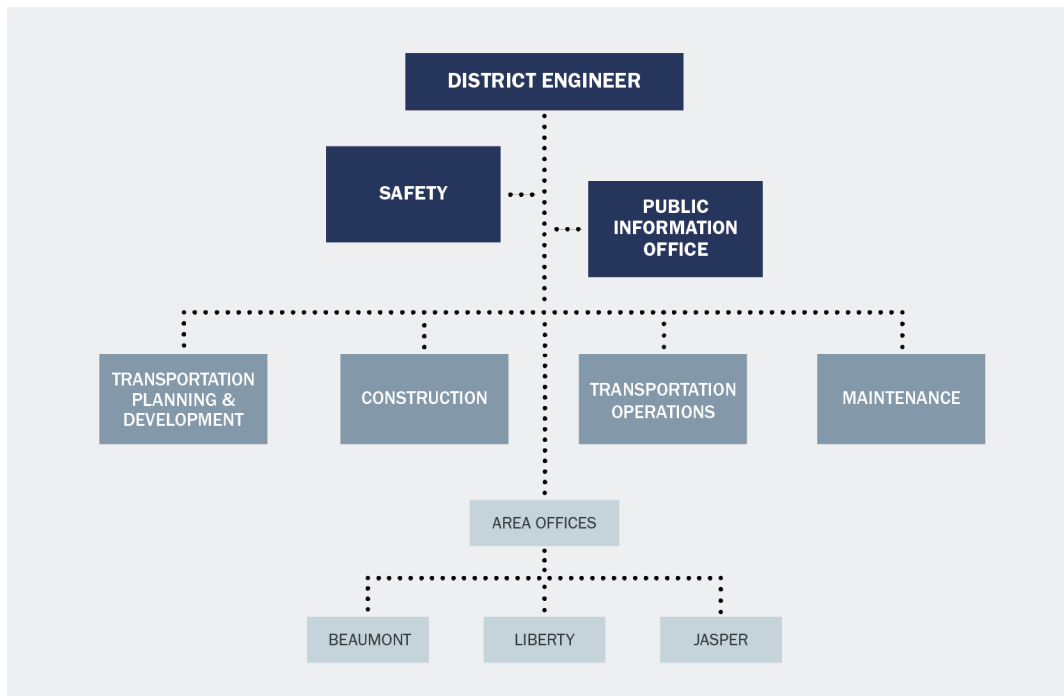 DISTRICT ENGINEER
SAFETY
PUBLIC
INFORMATION
OFFICE
TRANSPORTATION
PLANNING &
DEVELOPMENT
CONSTRUCTION
TRANSPORTATION
OPERATIONS
MAINTENANCE
AREA OFFICES
BEAUMONT
LIBERTY
JASPER